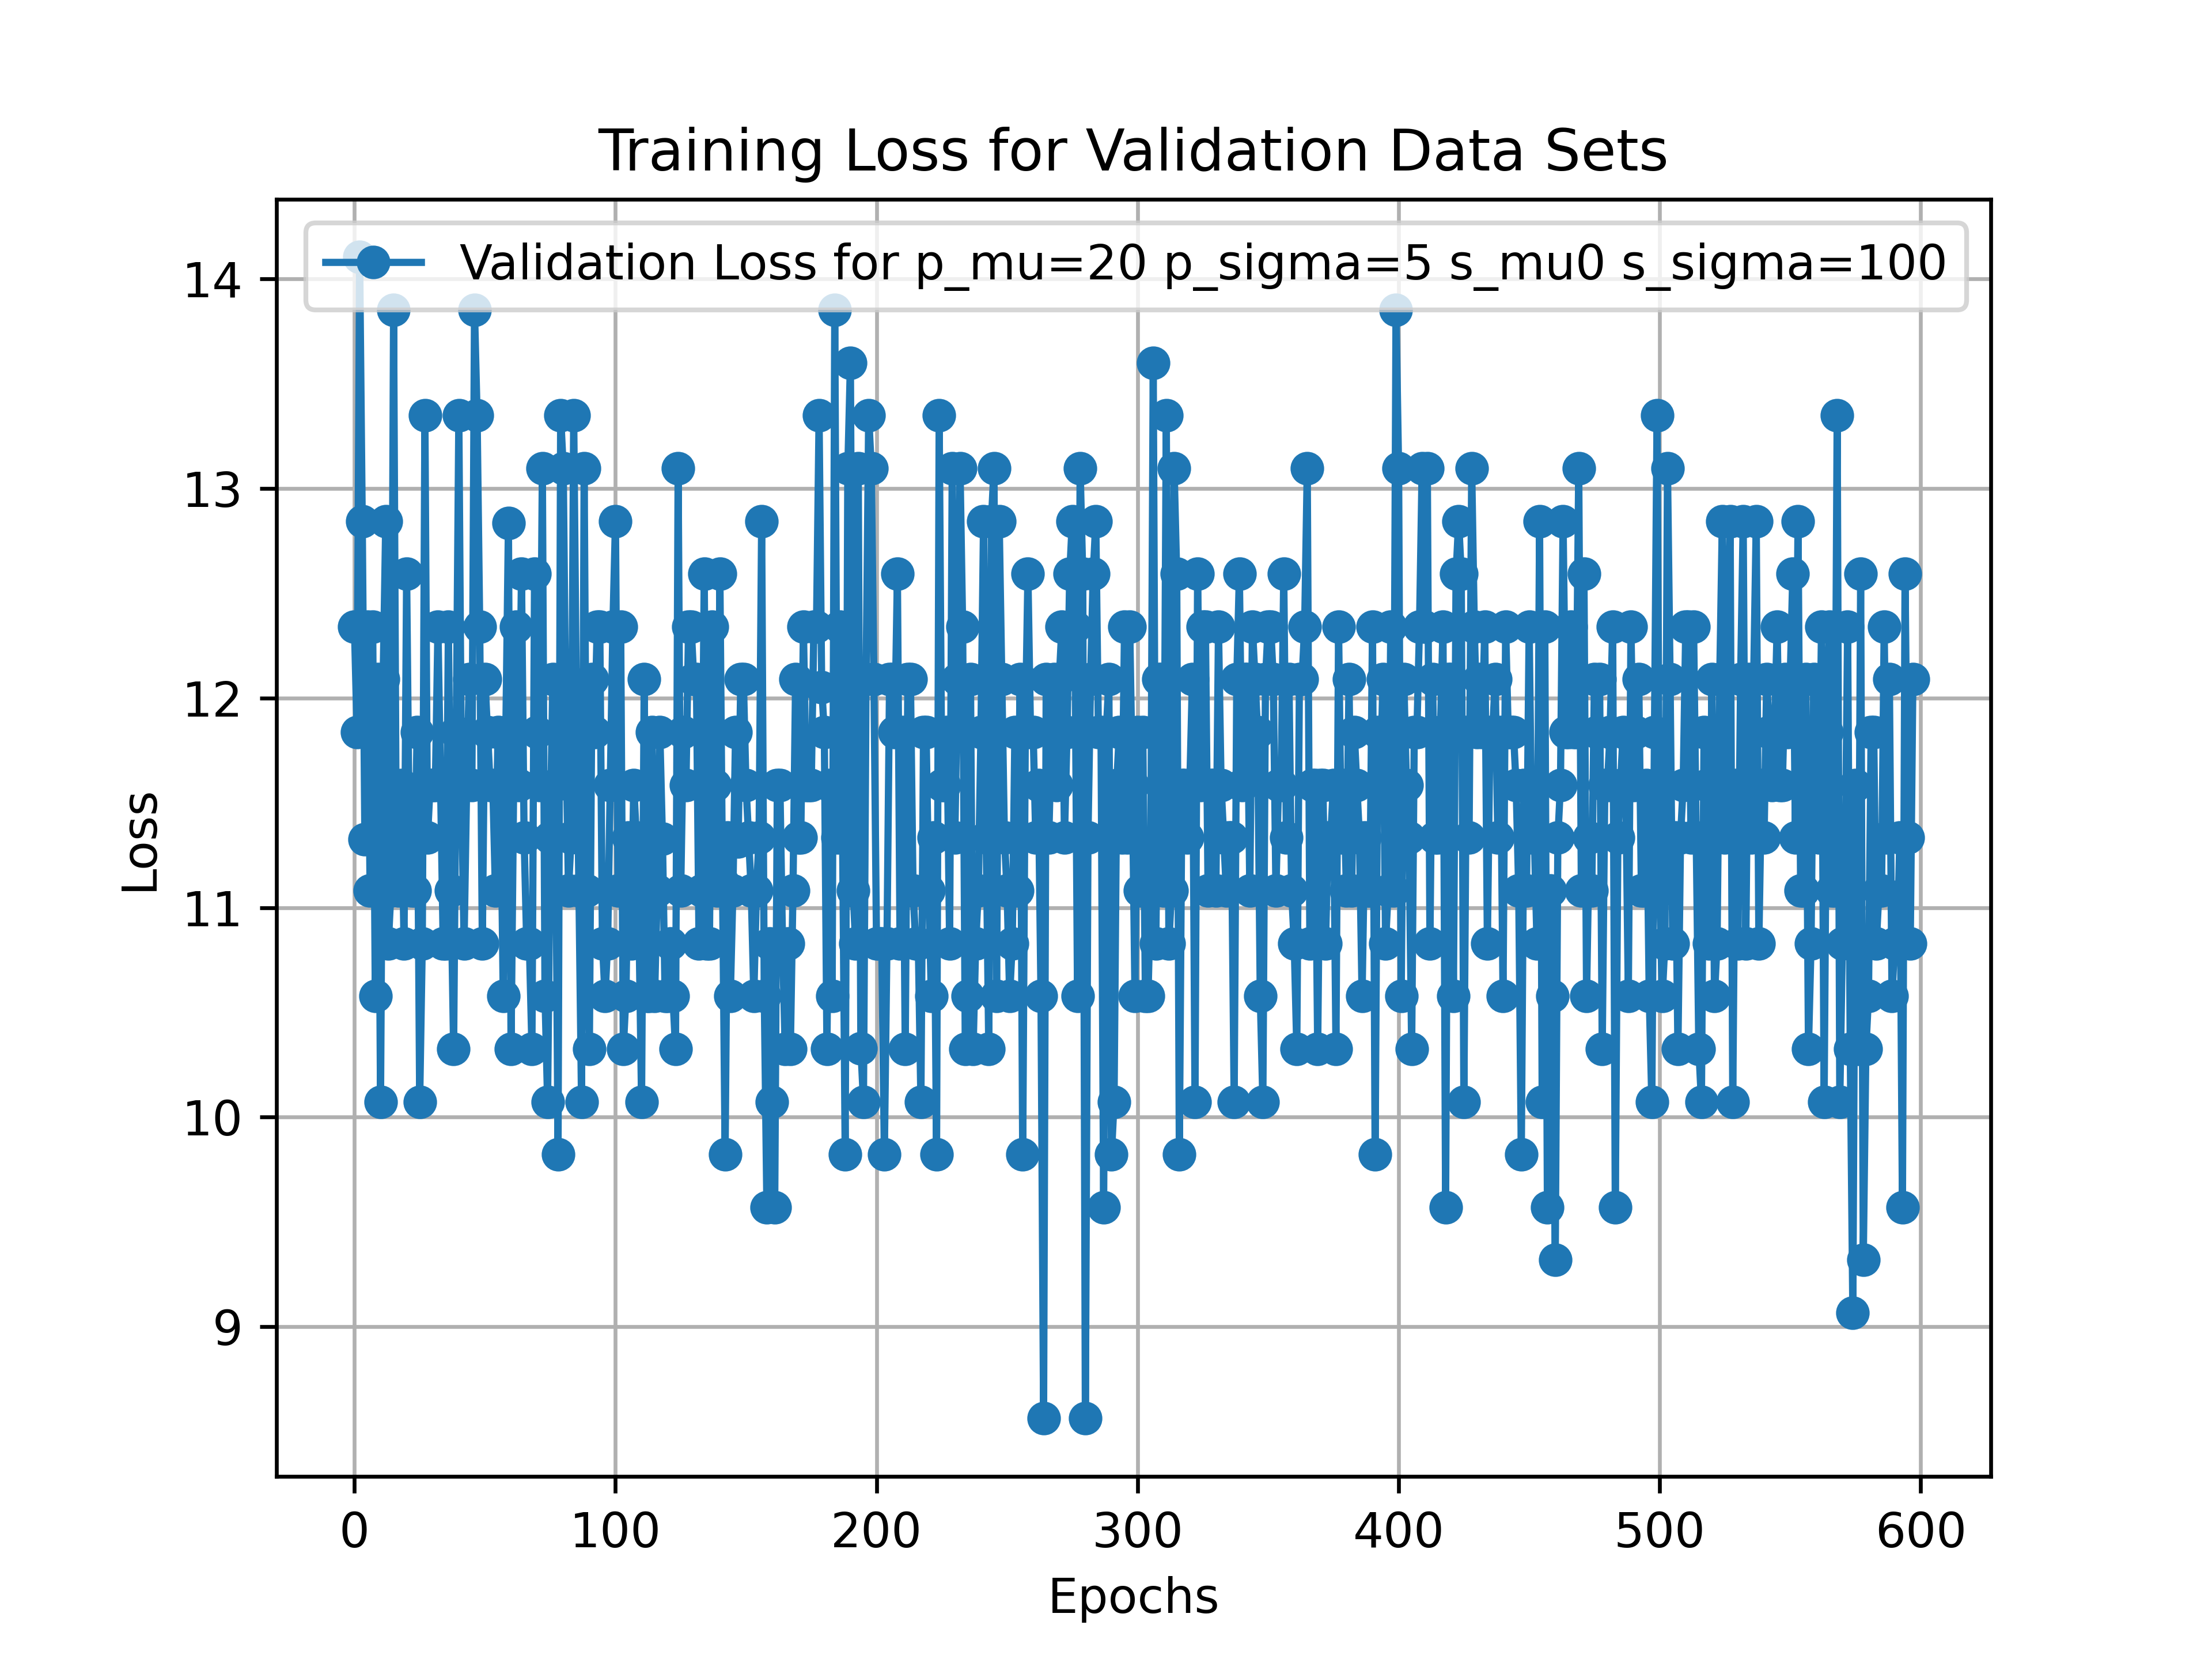 Training Loss for Validation Data Sets
Validation Loss for p_mu=20 p_sigma=5 s_mu0 s_sigma=100
14
13
12
11
10
9
Loss
0 100 200 300 400 500 600
Epochs